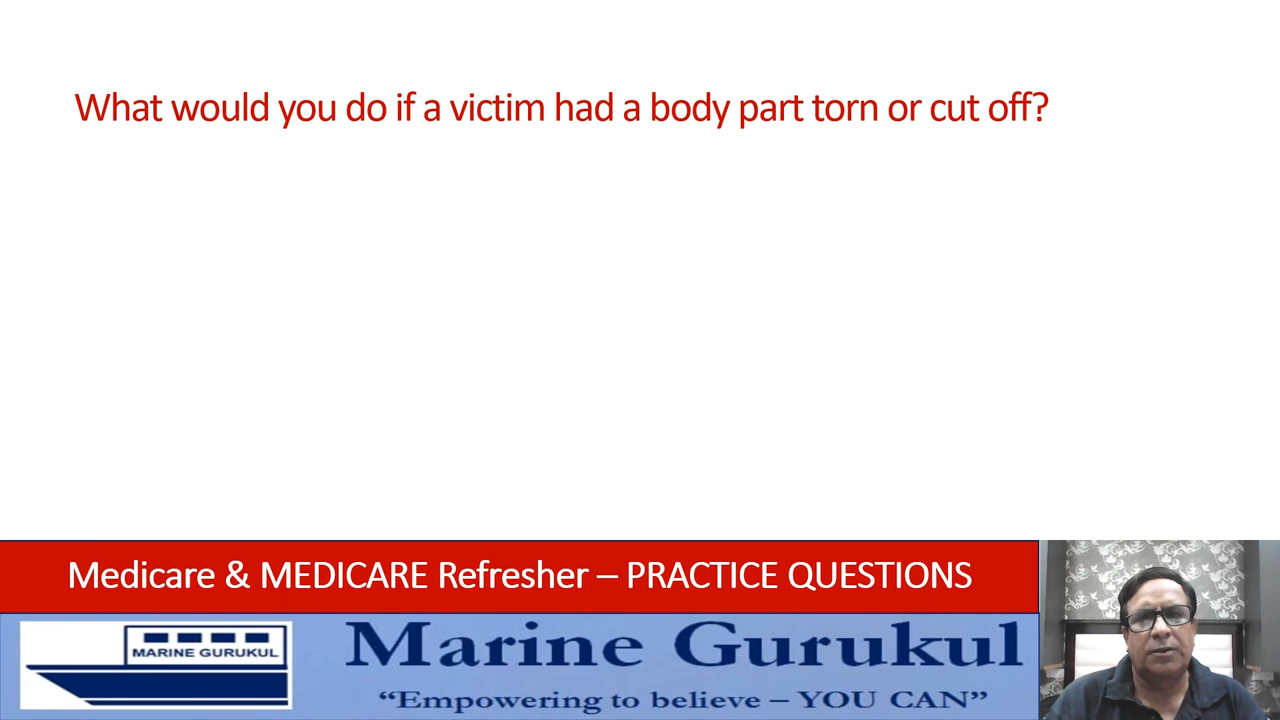 What would you do if a victim had a body part torn or cut off?
Medicare & MEDICARE Refresher – PRACTICE QUESTIONS
MARINE GURUKUL
Marine Gurukul
“Empowering to believe – YOU CAN”